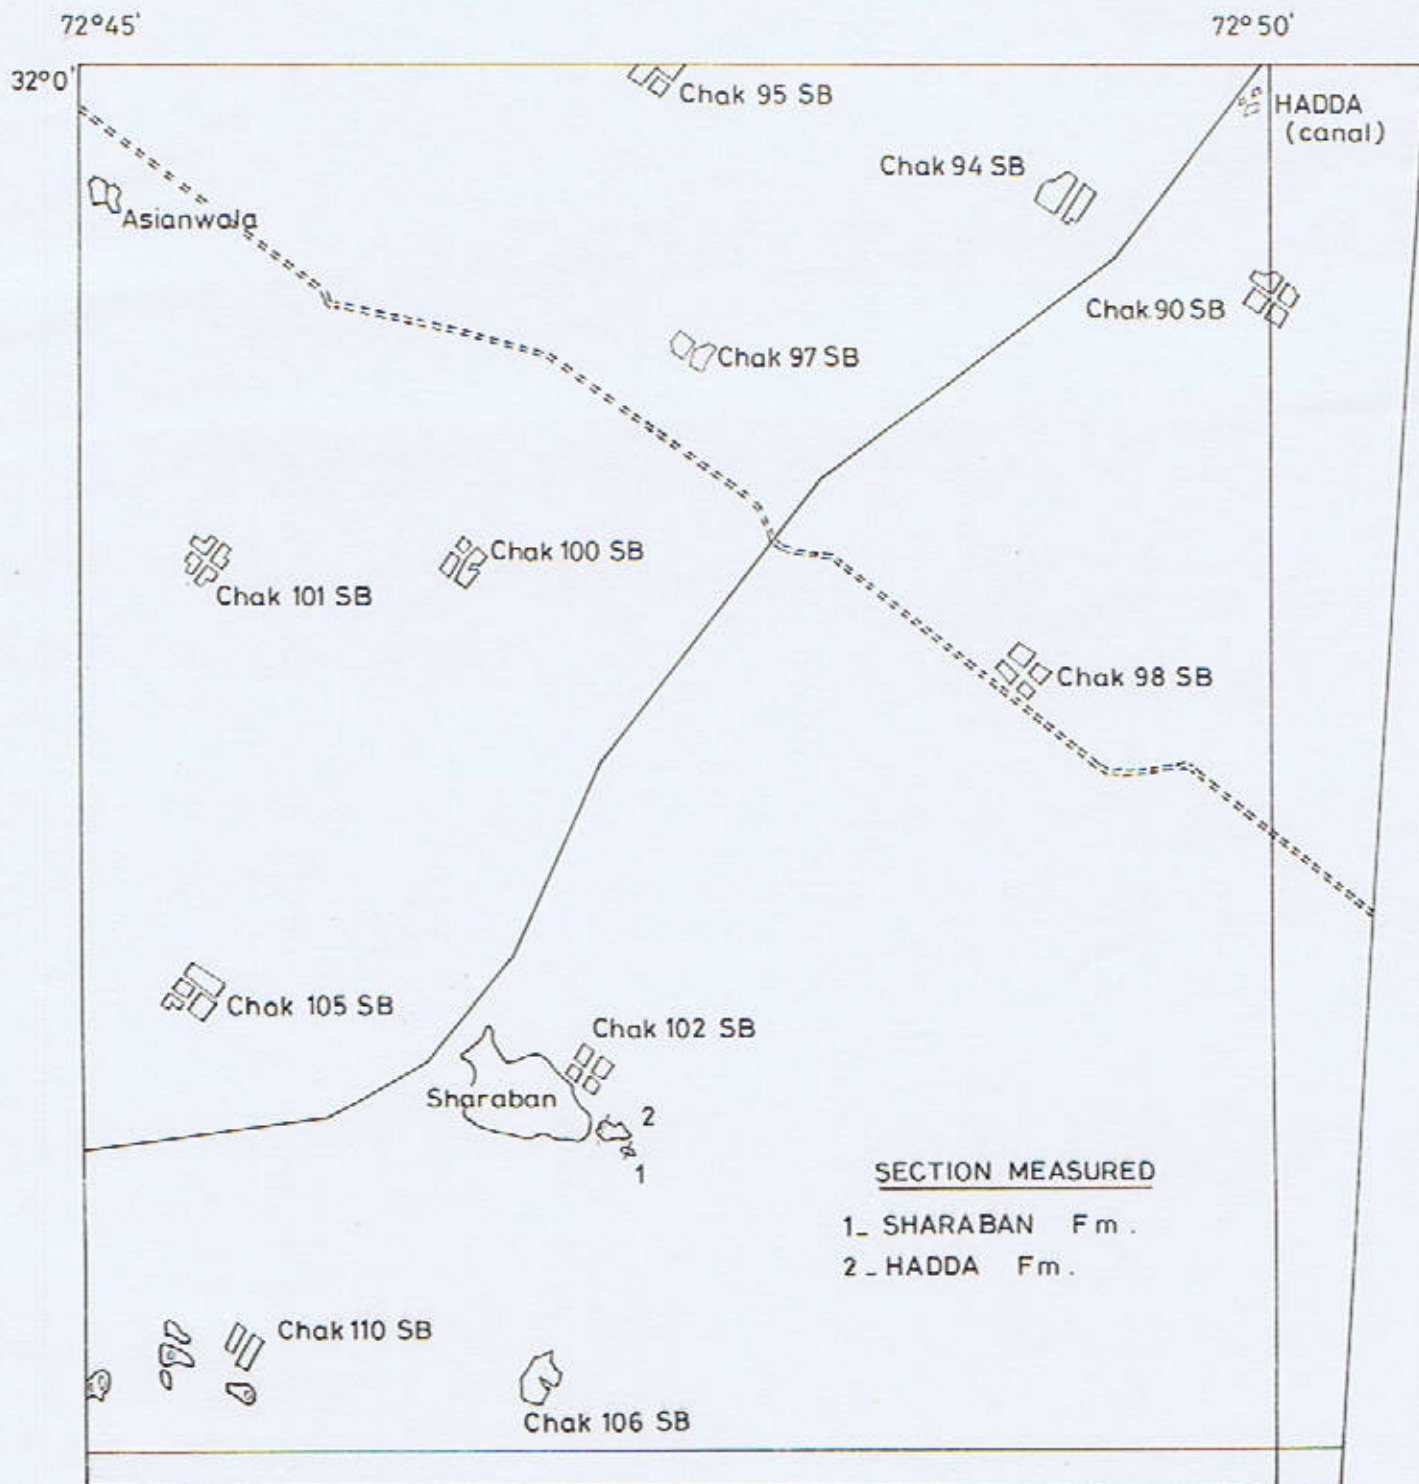 72°45'
72°50'
32°0'
Chak 95 SB
HADDA
(canal)
Chak 94 SB
Asianwala
Chak 90 SB
Chak 97 SB
Chak 100 SB
Chak 101 SB
Chak 98 SB
Chak 105 SB
Chak 102 SB
Sharaban
2
1
SECTION MEASURED
1_ SHARABAN Fm.
2_ HADDA Fm.
Chak 110 SB
Chak 106 SB